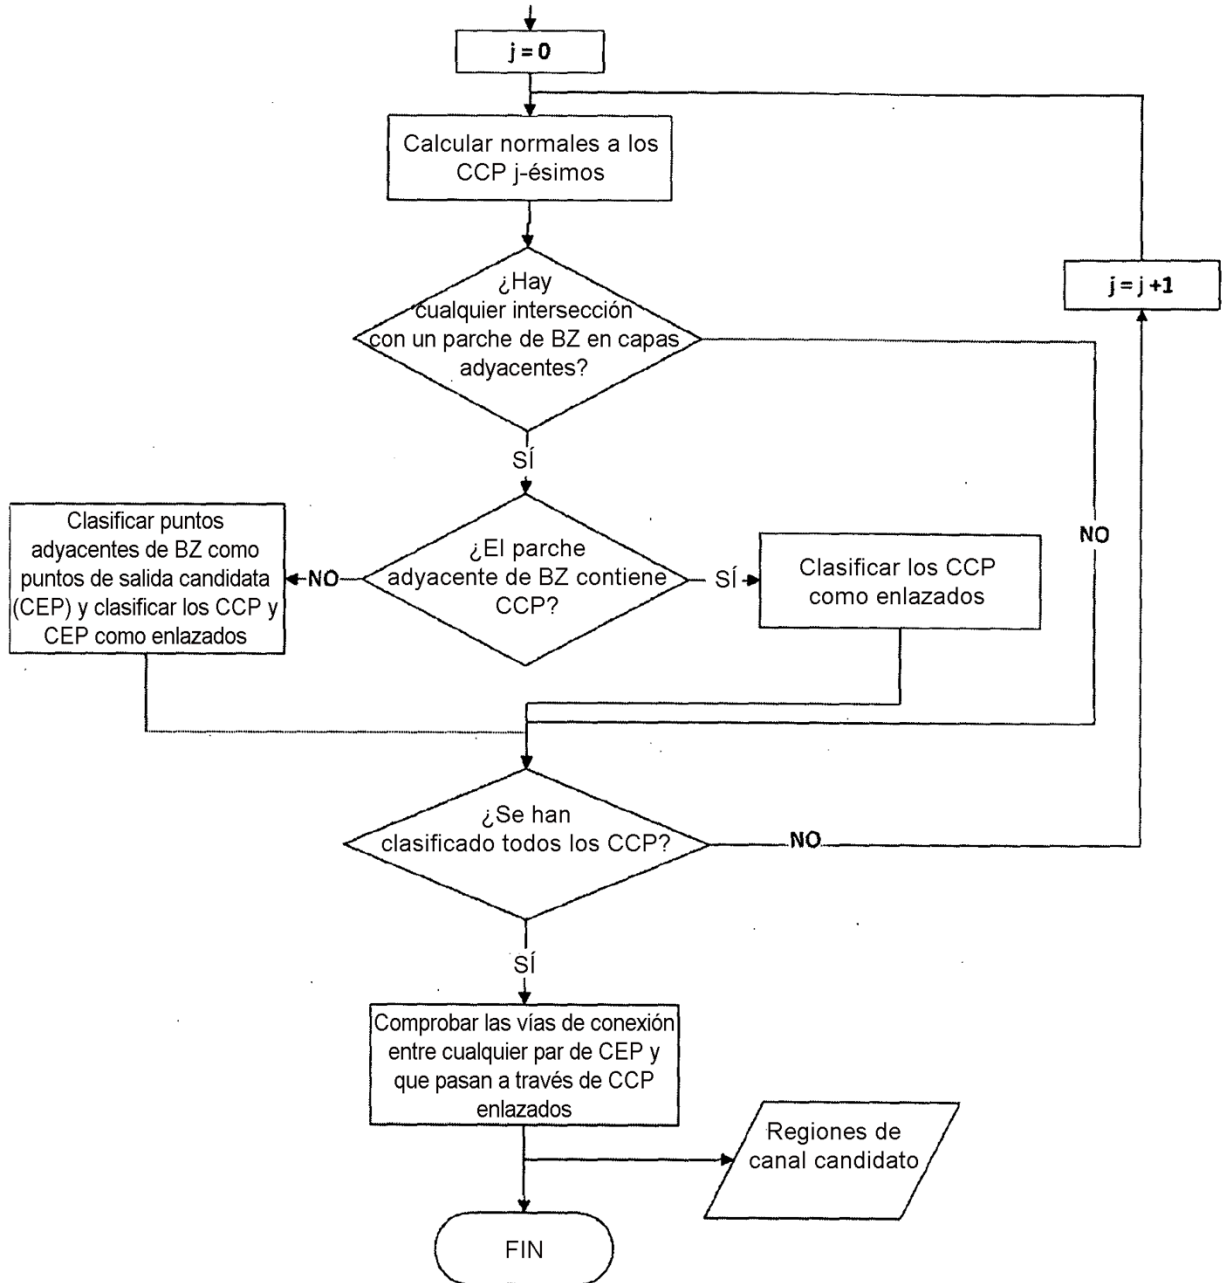 j = 0
Calcular normales a los
CCP j-ésimos
¿Hay
cualquier intersección
con un parche de BZ en capas
adyacentes?
j = j +1
SÍ
NO
Clasificar puntos
adyacentes de BZ como
puntos de salida candidata
(CEP) y clasificar los CCP y
CEP como enlazados
NO
¿El parche
adyacente de BZ contiene
CCP?
SÍ
Clasificar los CCP
como enlazados
¿Se han
clasificado todos los CCP?
NO
SÍ
Comprobar las vías de conexión
entre cualquier par de CEP y
que pasan a través de CCP
enlazados
Regiones de
canal candidato
FIN